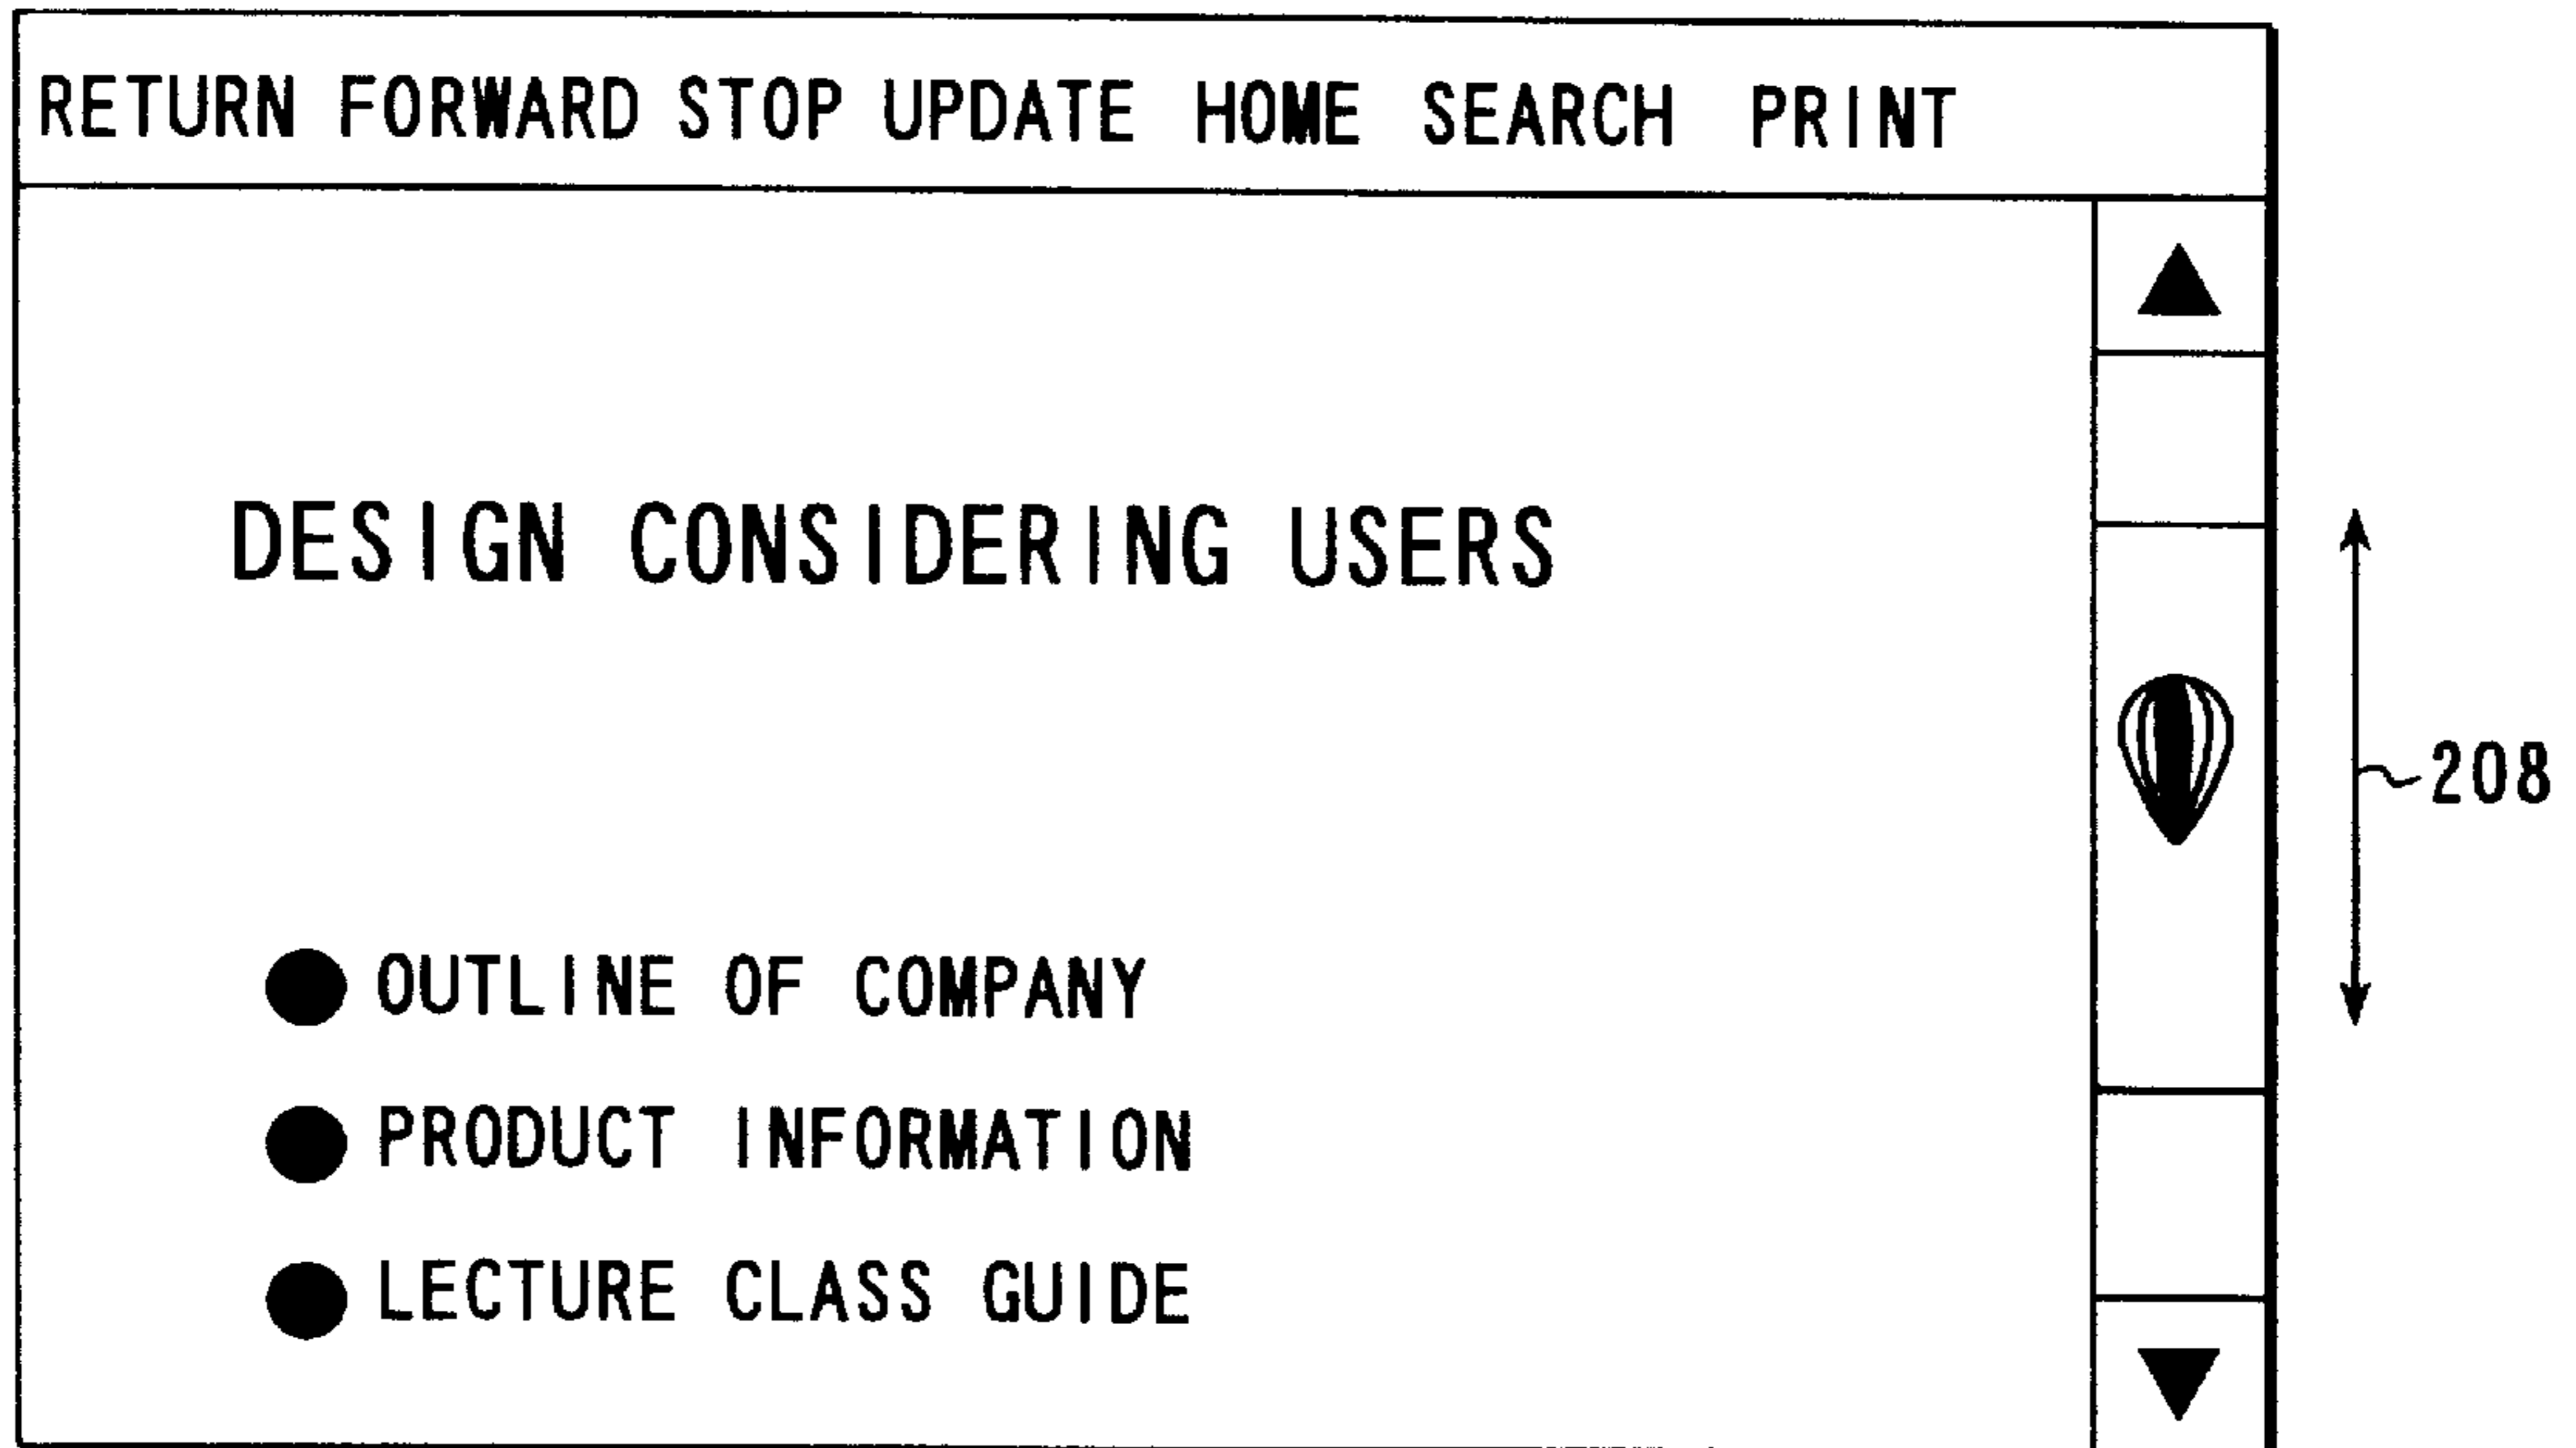 RETURN FORWARD STOP UPDATE HOME SEARCH PRINT
DESIGN CONSIDERING USERS
208
OUTLINE OF COMPANY
PRODUCT INFORMATION
LECTURE CLASS GUIDE